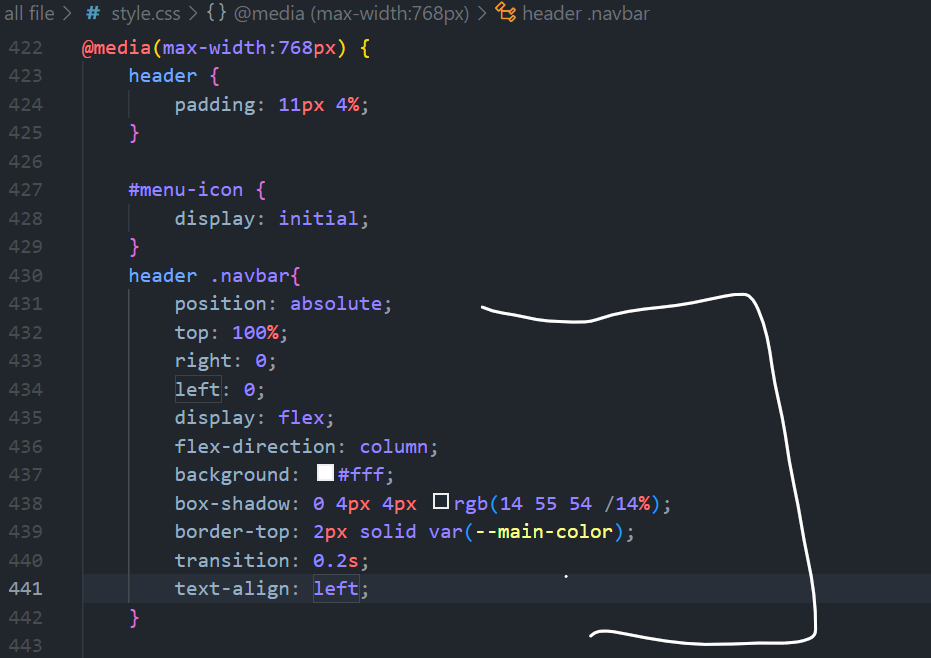 all file > # style.css > {} @media (max-width:768px) > header .navbar
422 @media(max-width:768px) {
423 header {
424 padding: 11px 4%;
425 }
426
427 #menu-icon {
428 display: initial;
429 }
430 header .navbar{
431 position: absolute;
432 top: 100%;
433 right: 0;
434 left: 0;
435 display: flex;
436 flex-direction: column;
437 background: #fff;
438 box-shadow: 0 4px 4px rgb(14 55 54 /14%);
439 border-top: 2px solid var(--main-color);
440 transition: 0.2s;
441 text-align: left;
442 }
443